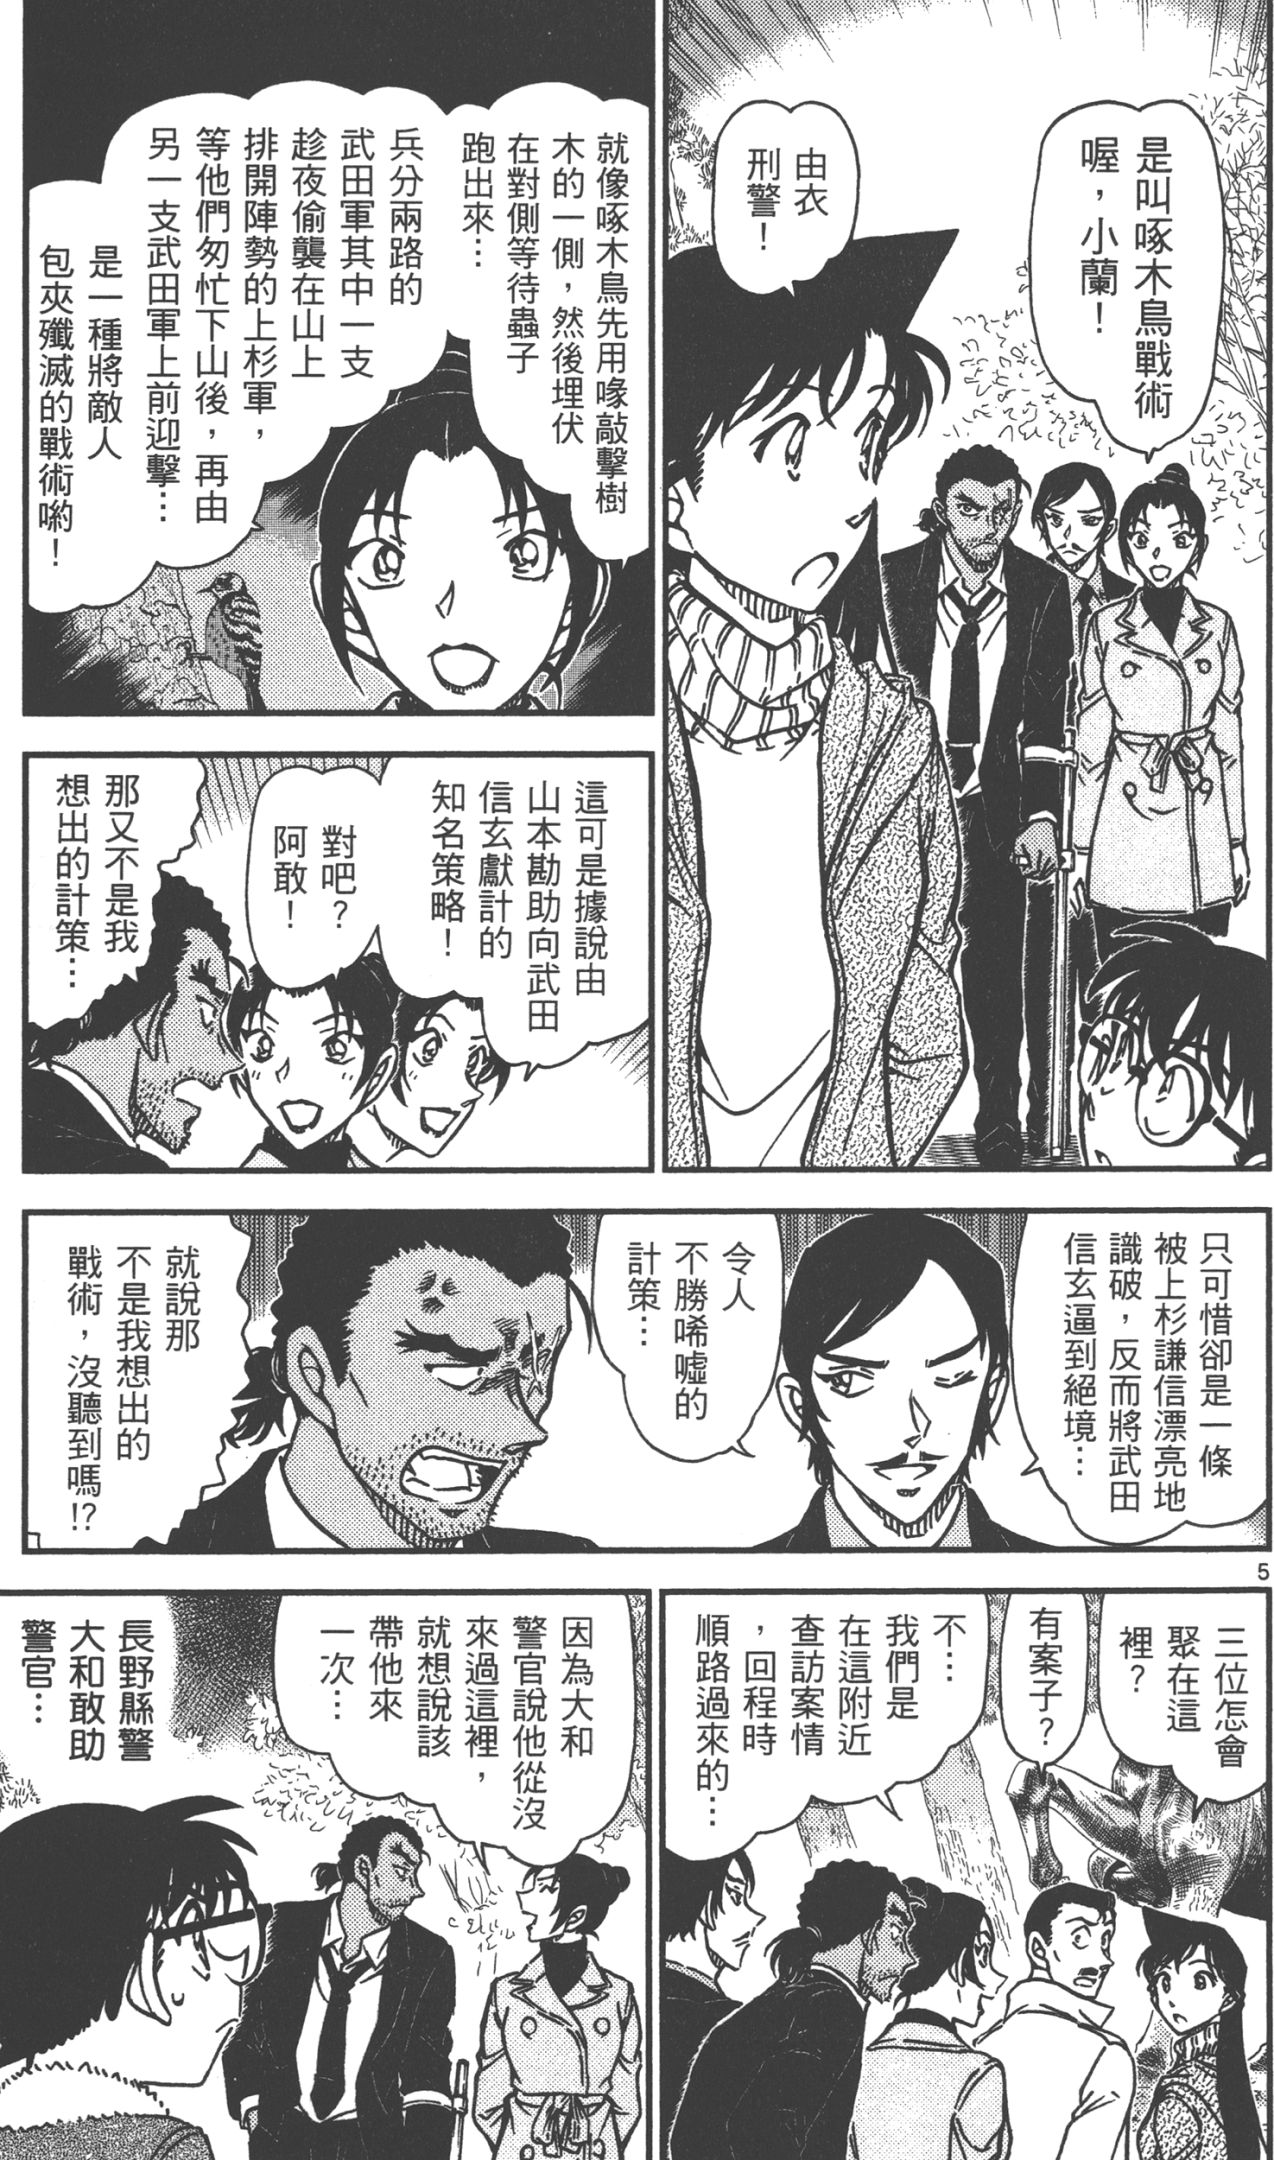 是叫啄木鳥戰術
喔，小蘭！
由衣
刑警！
就像啄木鳥先用喙敲擊樹
木的一側，然後埋伏
在對側等待蟲子
跑出來…
兵分兩路的
武田軍其中一支
趁夜偷襲在山上
排開陣勢的上杉軍，
等他們匆忙下山後，再由
另一支武田軍上前迎擊…
是一種將敵人
包夾殲滅的戰術喲！
這可是據說由
山本勘助向武田
信玄獻計的
知名策略！
對吧？
阿敢！
那又不是我
想出的計策…
只可惜卻是一條
被上杉謙信漂亮地
識破，反而將武田
信玄逼到絕境…
令人
不勝唏噓的
計策…
就說那
不是我想出的
戰術，沒聽到嗎!?
5
三位怎會
聚在這
裡？
有案子？
不…
我們是
在這附近
查訪案情
，回程時
順路過來的…
因為大和
警官說他從沒
來過這裡，
就想說該
帶他來
一次…
長野縣警
大和敢助
警官…